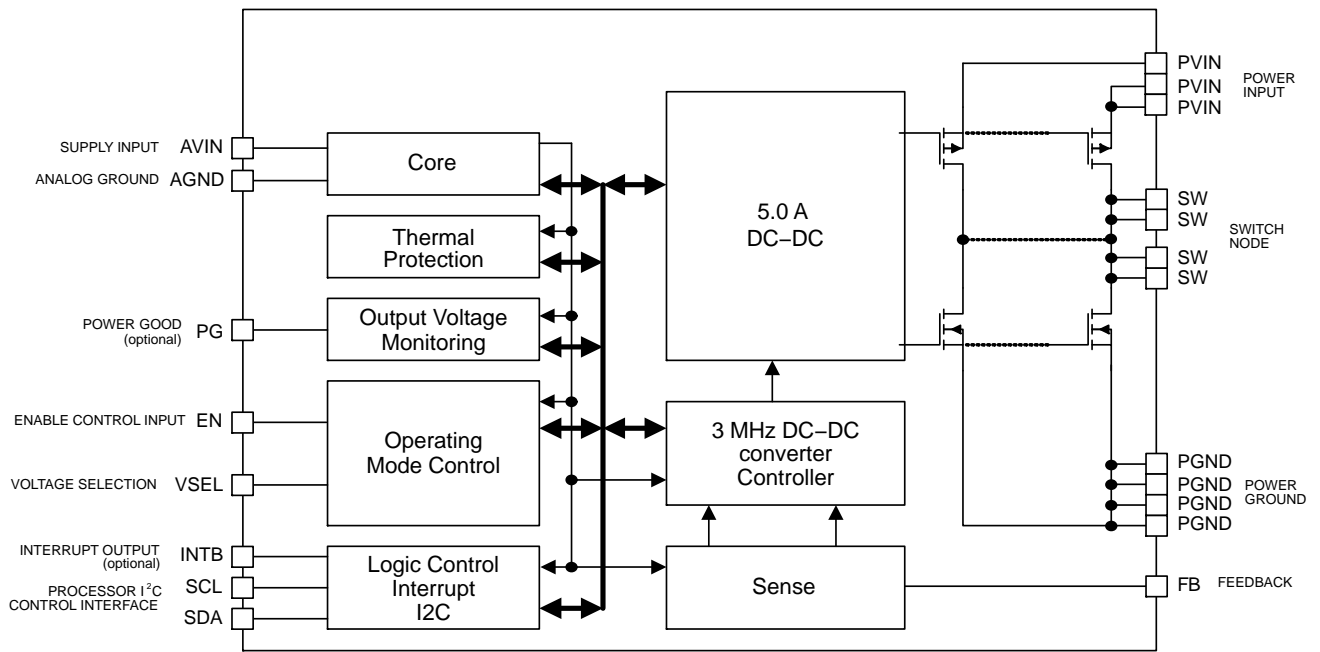 SUPPLY INPUT AVIN
ANALOG GROUND AGND
POWER GOOD
(optional)
PG
ENABLE CONTROL INPUT EN
VOLTAGE SELECTION VSEL
INTERRUPT OUTPUT
(optional)
INTB
PROCESSOR I²C
CONTROL INTERFACE
SCL
SDA
Core
Thermal
Protection
Output Voltage
Monitoring
Operating
Mode Control
Logic Control
Interrupt
I2C
5.0 A
DC−DC
3 MHz DC−DC
converter
Controller
Sense
PVIN
PVIN
PVIN
POWER
INPUT
SW
SW
SW
SW
SWITCH
NODE
PGND
PGND
PGND
PGND
POWER
GROUND
FB FEEDBACK